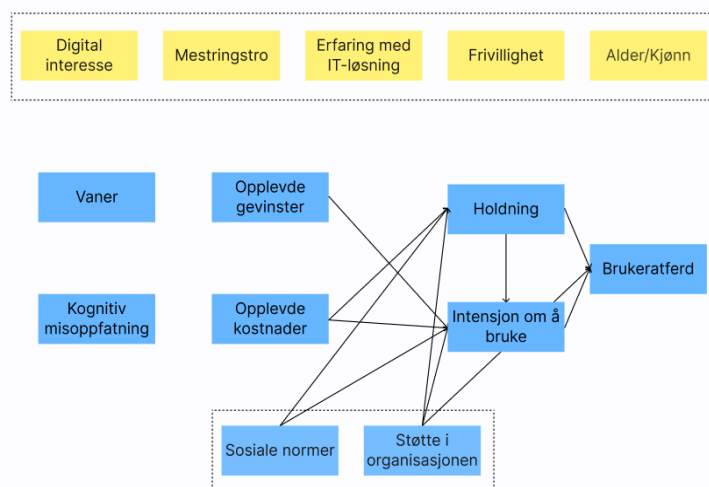 Digital
interesse
Mestringstro
Erfaring med
IT-løsning
Frivillighet
Alder/Kjønn
Vaner
Opplevde
gevinster
Holdning
Brukeratferd
Kognitiv
misoppfatning
Opplevde
kostnader
Intensjon om å
bruke
Sosiale normer
Støtte i
organisasjonen